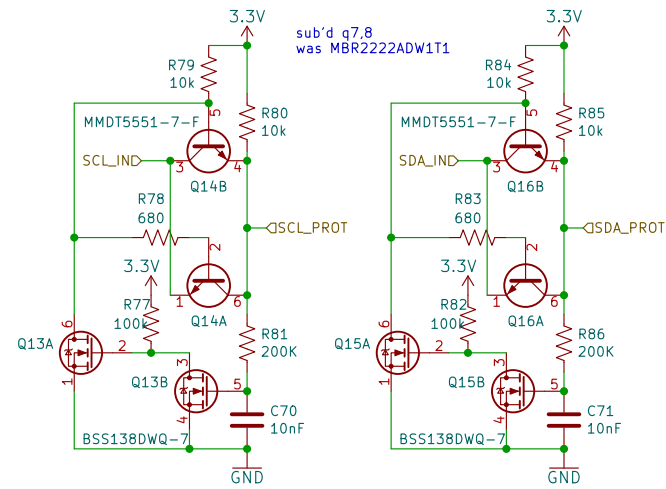 3.3V
sub'd q7,8
was MBR2222ADW1T1
3.3V
R79
10k
R80
10k
5
MMDT5551-7-F
SCL_IN
3
4
Q14B
R78
680
2
SCL_PROT
3.3V
1
6
Q14A
R77
100k
R81
200K
6
Q13A
2
1
3
Q13B
5
4
C70
10nF
BSS138DWQ-7
GND
R84
10k
R85
10k
5
MMDT5551-7-F
SDA_IN
3
4
Q16B
R83
680
2
SDA_PROT
3.3V
1
6
Q16A
R82
100k
R86
200K
6
Q15A
2
1
3
Q15B
5
4
C71
10nF
BSS138DWQ-7
GND